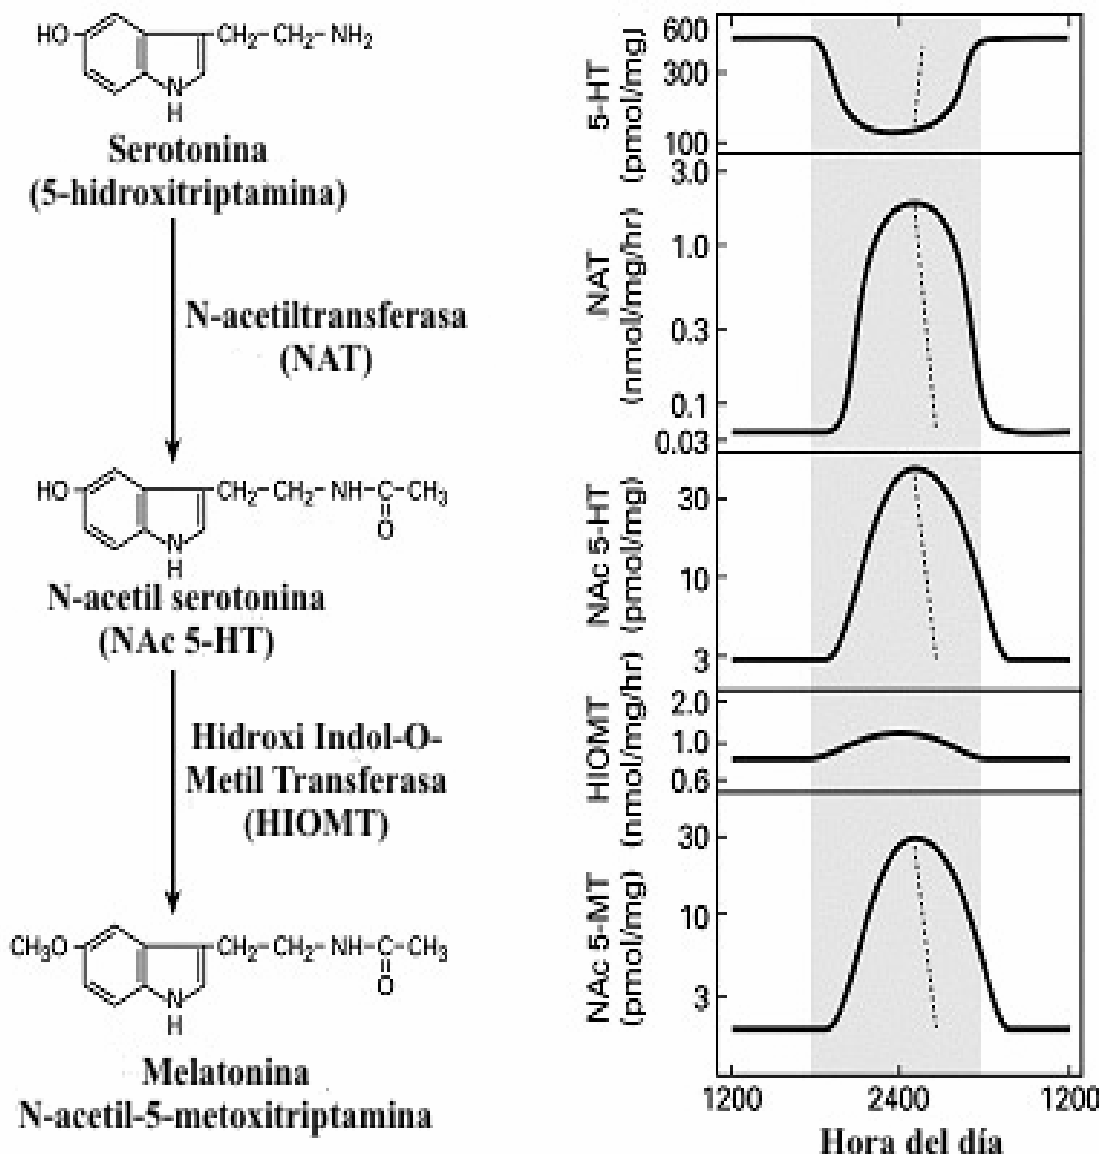 HO
CH₂–CH₂–NH₂
N
H
Serotonina
(5-hidroxitriptamina)
N-acetiltransferasa
(NAT)
HO
CH₂–CH₂–NH–C–CH₃
O
N
H
N-acetil serotonina
(NAc 5-HT)
Hidroxi Indol-O-
Metil Transferasa
(HIOMT)
CH₃O
CH₂–CH₂–NH–C–CH₃
O
N
H
Melatonina
N-acetil-5-metoxitriptamina
5-HT
(pmol/mg)
600
300
100
NAT
(nmol/mg/hr)
3.0
1.0
0.3
0.1
0.03
NAc 5-HT
(pmol/mg)
30
10
3
HIOMT
(nmol/mg/hr)
2.0
1.0
0.6
NAc 5-MT
(pmol/mg)
30
10
3
1200 2400 1200
Hora del día